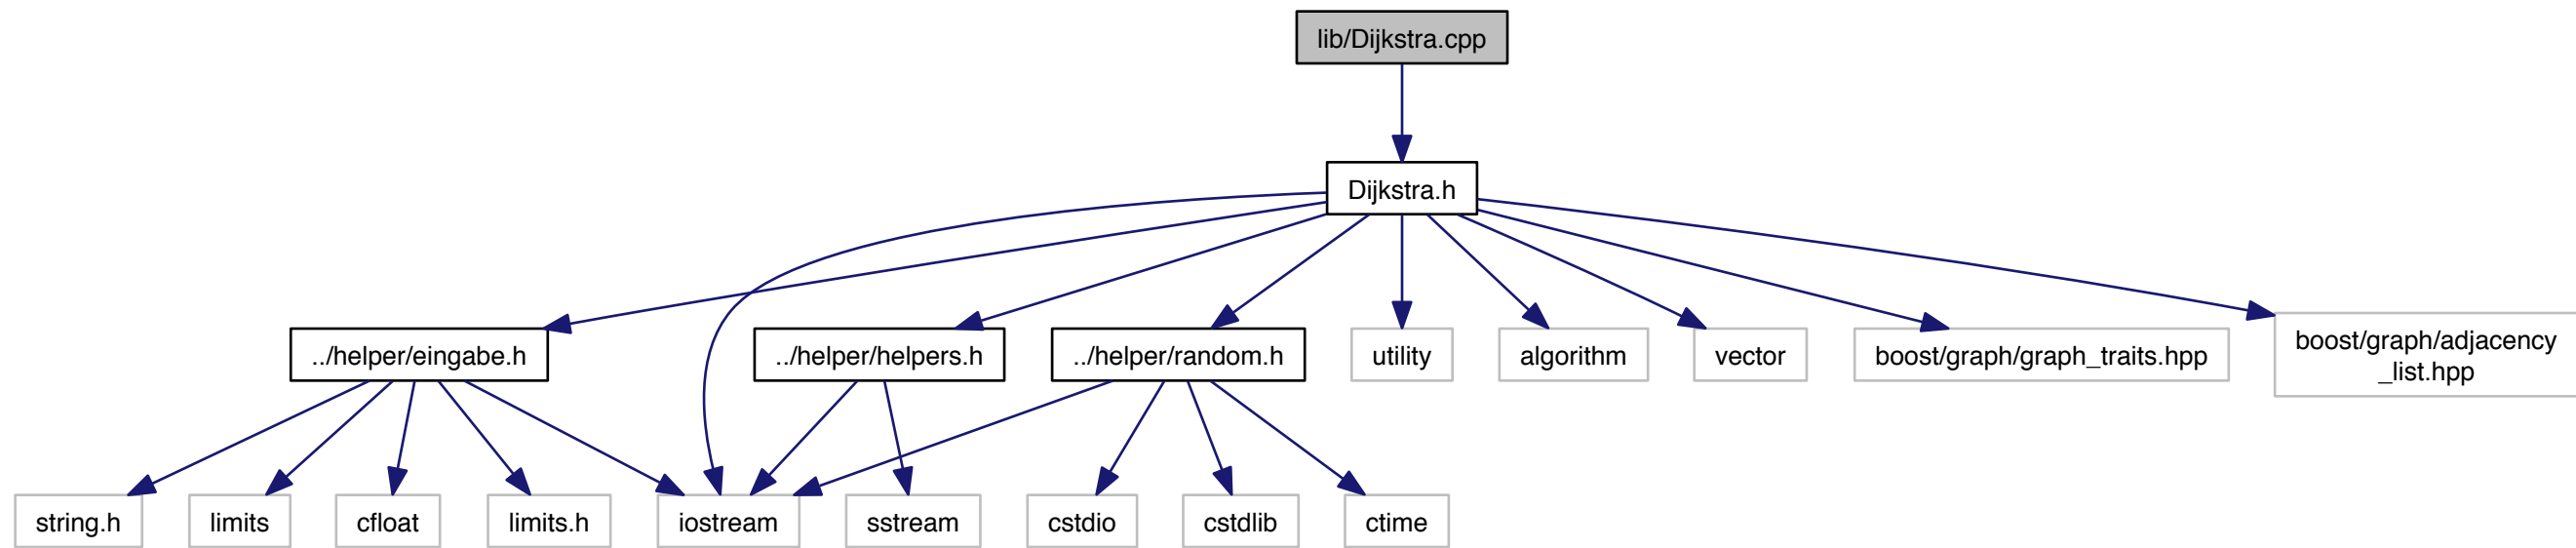 lib/Dijkstra.cpp
Dijkstra.h
../helper/eingabe.h
../helper/helpers.h
../helper/random.h
utility
algorithm
vector
boost/graph/graph_traits.hpp
boost/graph/adjacency
_list.hpp
string.h
limits
cfloat
limits.h
iostream
sstream
cstdio
cstdlib
ctime